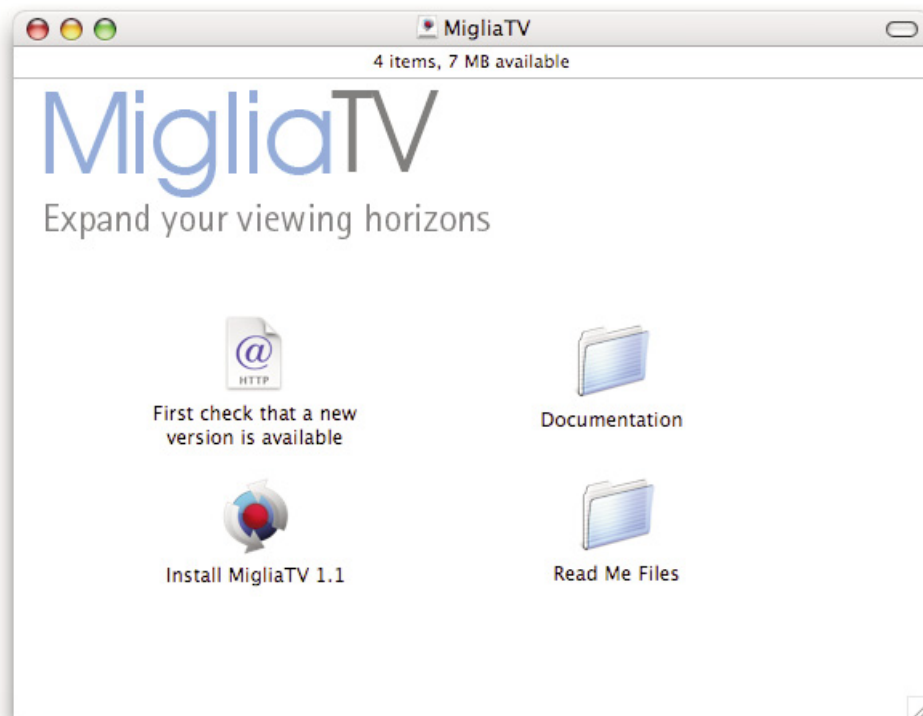 MigliaTV
4 items, 7 MB available
MigliaTV
Expand your viewing horizons
@
HTTP
First check that a new
version is available
Documentation
Install MigliaTV 1.1
Read Me Files